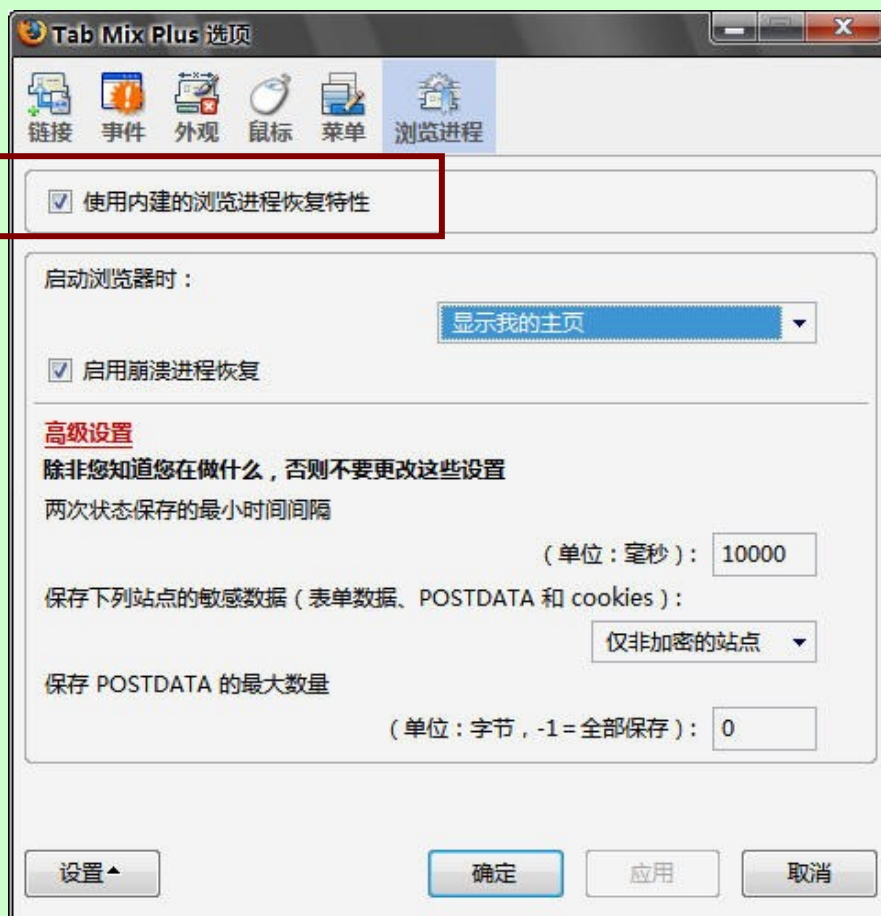 Tab Mix Plus 选项
链接 事件 外观 鼠标 菜单 浏览进程
使用内建的浏览进程恢复特性
启动浏览器时：
显示我的主页
启用崩溃进程恢复
高级设置
除非您知道您在做什么，否则不要更改这些设置
两次状态保存的最小时间间隔
（单位：毫秒）： 10000
保存下列站点的敏感数据（表单数据、POSTDATA 和 cookies）：
仅非加密的站点
保存 POSTDATA 的最大数量
（单位：字节，-1＝全部保存）： 0
设置 确定 应用 取消